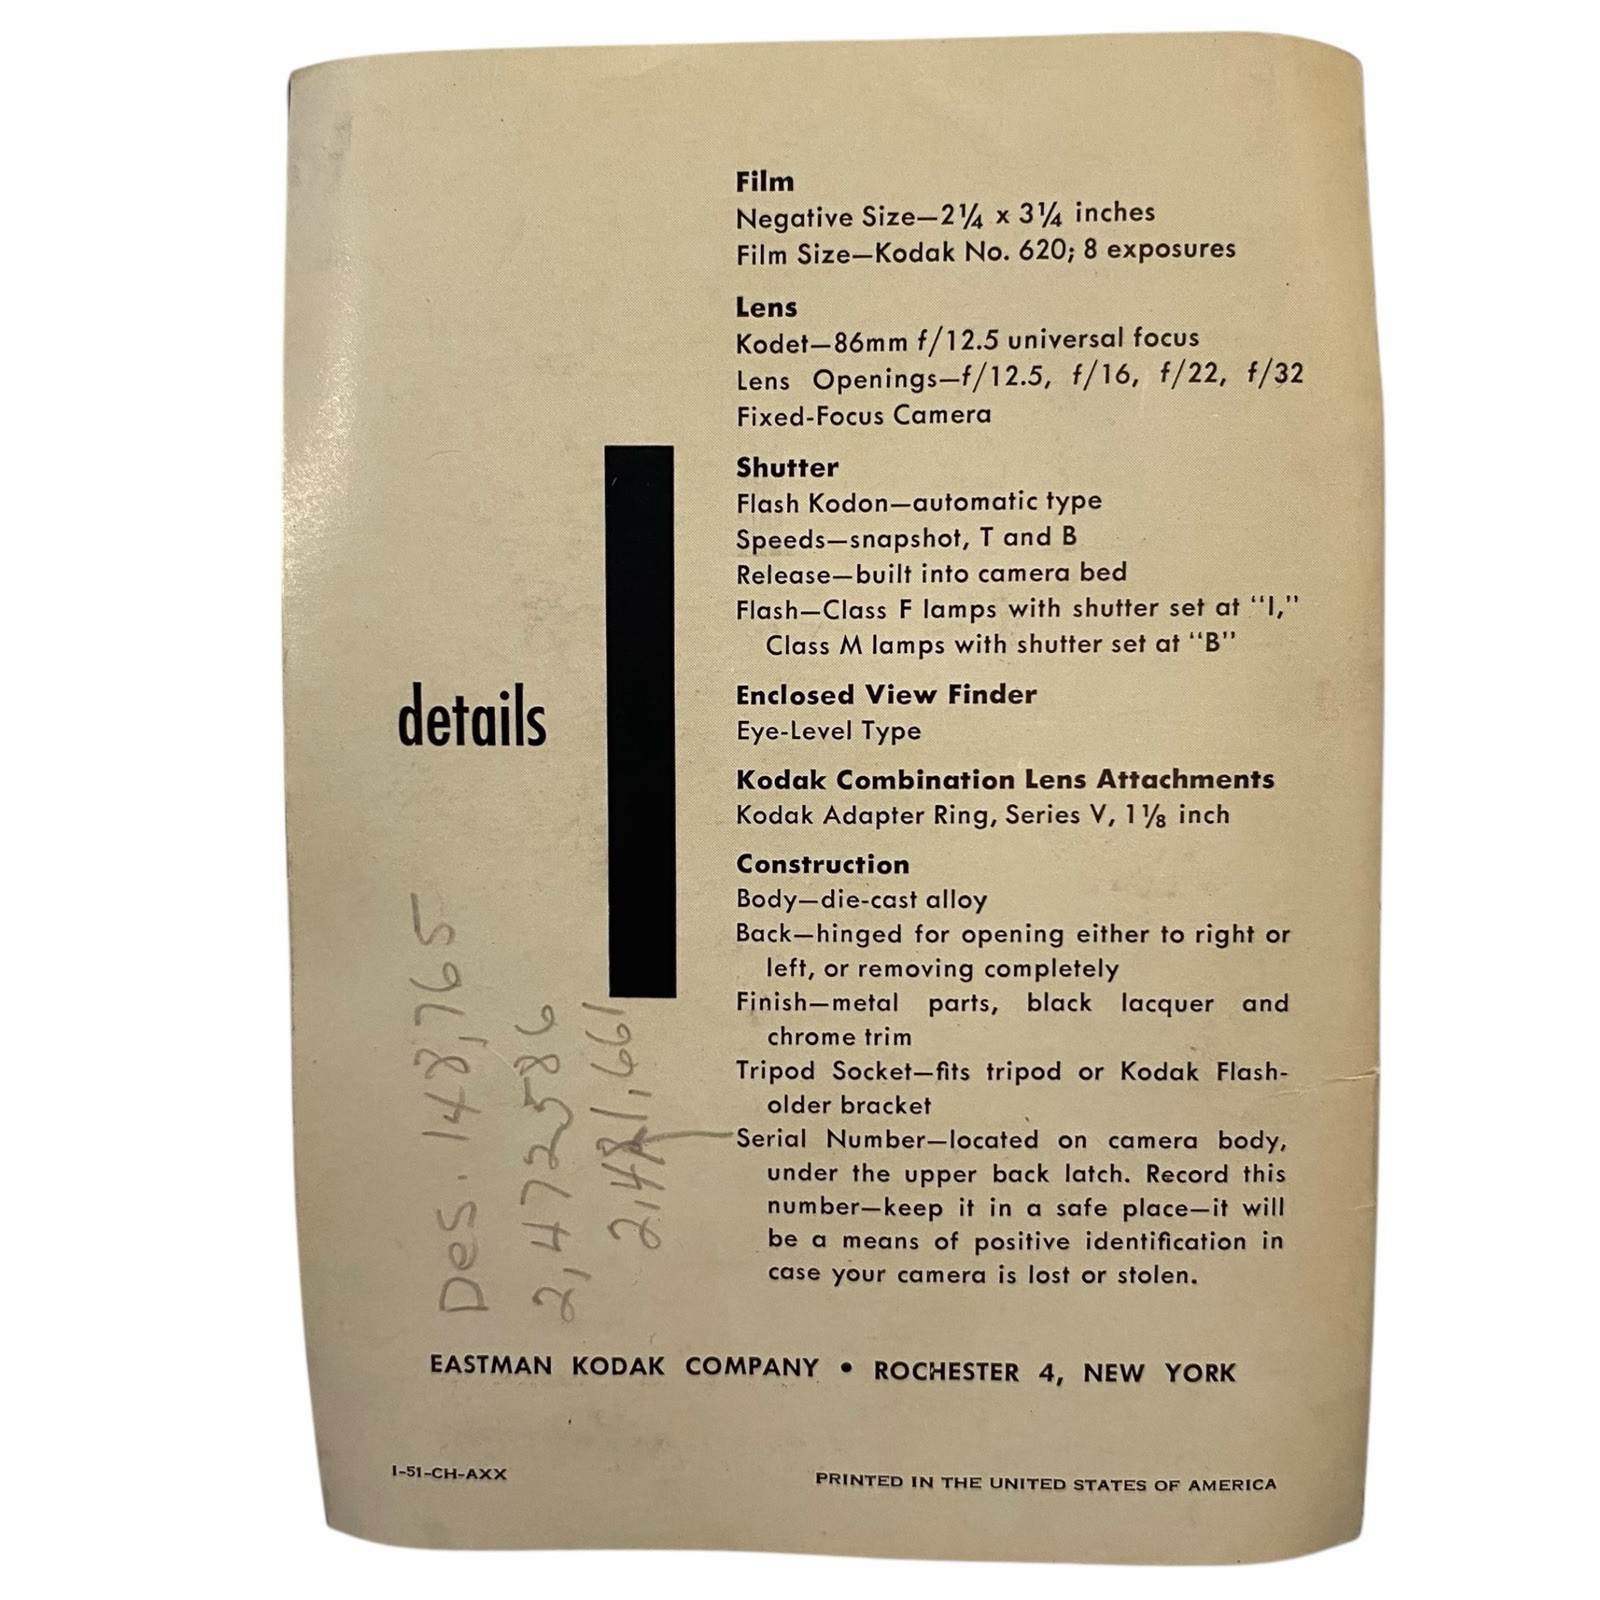 Film
Negative Size—2¼ x 3¼ inches
Film Size—Kodak No. 620; 8 exposures
Lens
Kodet—86mm f/12.5 universal focus
Lens Openings—f/12.5, f/16, f/22, f/32
Fixed-Focus Camera
Shutter
Flash Kodon—automatic type
Speeds—snapshot, T and B
Release—built into camera bed
Flash—Class F lamps with shutter set at “I,”
Class M lamps with shutter set at “B”
details
Enclosed View Finder
Eye-Level Type
Kodak Combination Lens Attachments
Kodak Adapter Ring, Series V, 1⅛ inch
Construction
Body—die-cast alloy
Back—hinged for opening either to right or
left, or removing completely
Finish—metal parts, black lacquer and
chrome trim
Tripod Socket—fits tripod or Kodak Flash-
older bracket
Serial Number—located on camera body,
under the upper back latch. Record this
number—keep it in a safe place—it will
be a means of positive identification in
case your camera is lost or stolen.
Des. 148,765
2,472,586
2,481,661
EASTMAN KODAK COMPANY • ROCHESTER 4, NEW YORK
1-51-CH-AXX
PRINTED IN THE UNITED STATES OF AMERICA